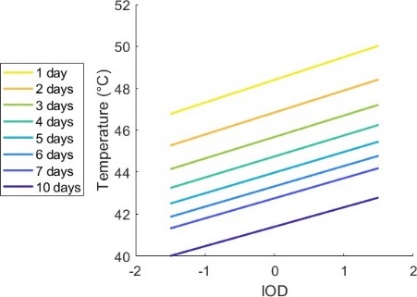 1 day
2 days
3 days
4 days
5 days
6 days
7 days
10 days
Temperature (°C)
52
50
48
46
44
42
40
-2
-1
0
1
2
IOD